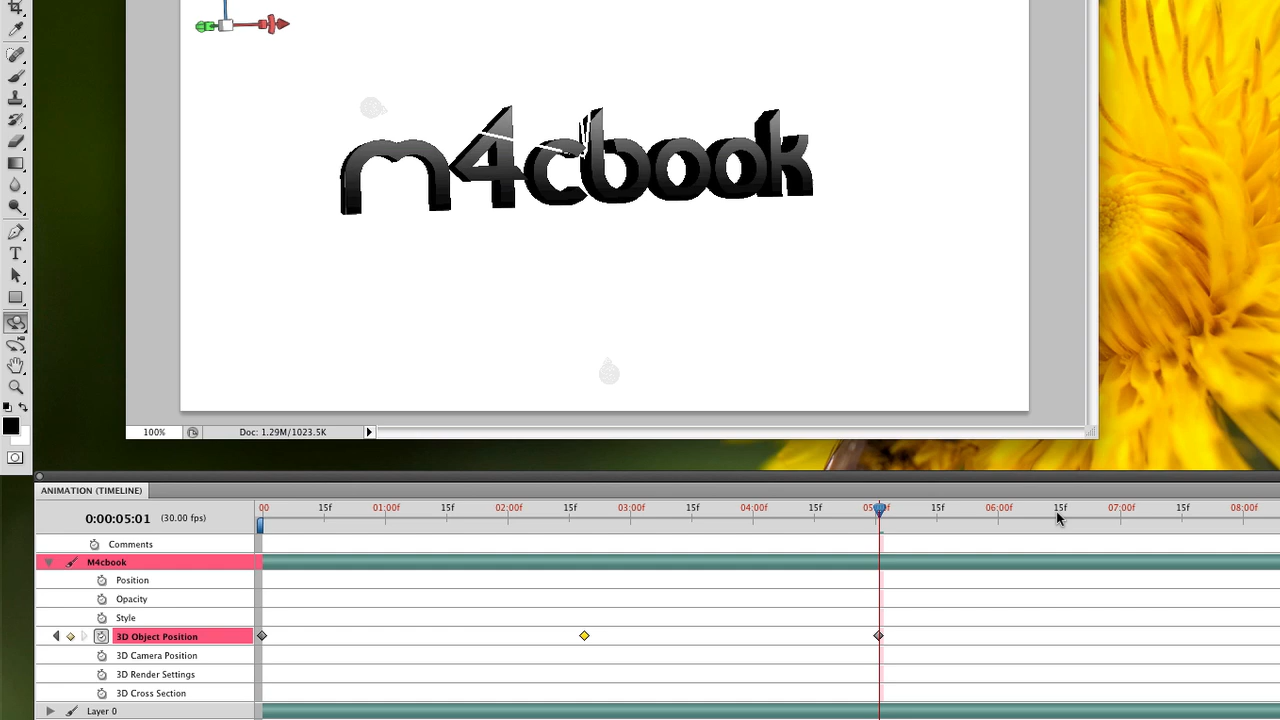 m4cbook
100%
Doc: 1.29M/1023.5K
ANIMATION (TIMELINE)
0:00:05:01 (30.00 fps)
00 15f 01:00f 15f 02:00f 15f 03:00f 15f 04:00f 15f 05 f 15f 06:00f 15f 07:00f 15f 08:00f
Comments
M4cbook
Position
Opacity
Style
3D Object Position
3D Camera Position
3D Render Settings
3D Cross Section
Layer 0
T